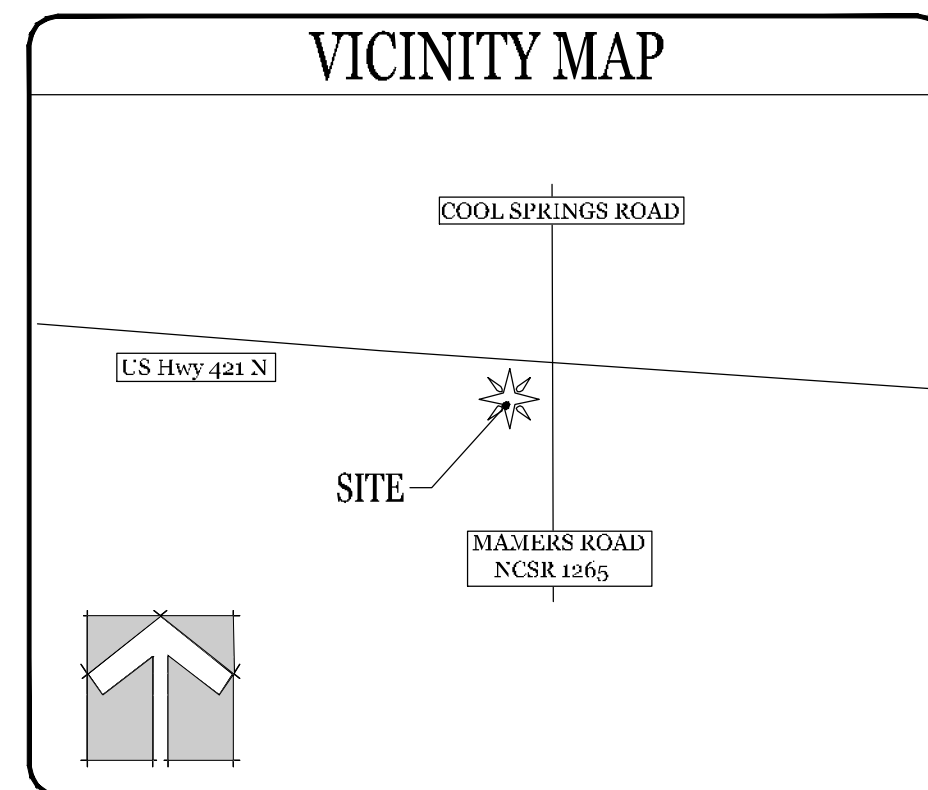 VICINITY MAP
COOL SPRINGS ROAD
US Hwy 421 N
SITE
MAMERS ROAD
NCSR 1265